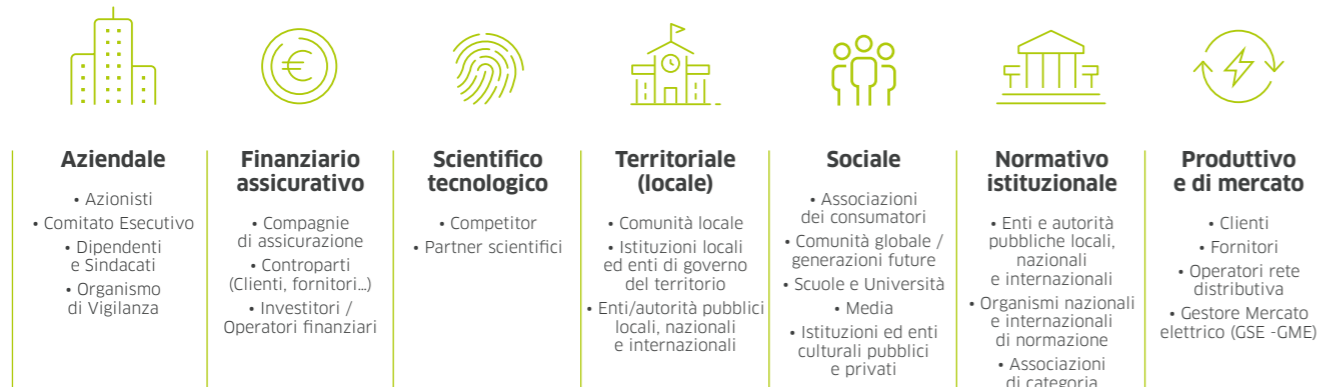 Aziendale
• Azionisti
• Comitato Esecutivo
• Dipendenti
e Sindacati
• Organismo
di Vigilanza
Finanziario
assicurativo
• Compagnie
di assicurazione
• Controparti
(Clienti, fornitori...)
• Investitori /
Operatori finanziari
Scientifico
tecnologico
• Competitor
• Partner scientifici
Territoriale
(locale)
• Comunità locale
• Istituzioni locali
ed enti di governo
del territorio
• Enti/autorità pubblici
locali, nazionali
e internazionali
Sociale
• Associazioni
dei consumatori
• Comunità globale /
generazioni future
• Scuole e Università
• Media
• Istituzioni ed enti
culturali pubblici
e privati
Normativo
istituzionale
• Enti e autorità
pubbliche locali,
nazionali
e internazionali
• Organismi nazionali
e internazionali
di normazione
• Associazioni
di categoria
Produttivo
e di mercato
• Clienti
• Fornitori
• Operatori rete
distributiva
• Gestore Mercato
elettrico (GSE -GME)